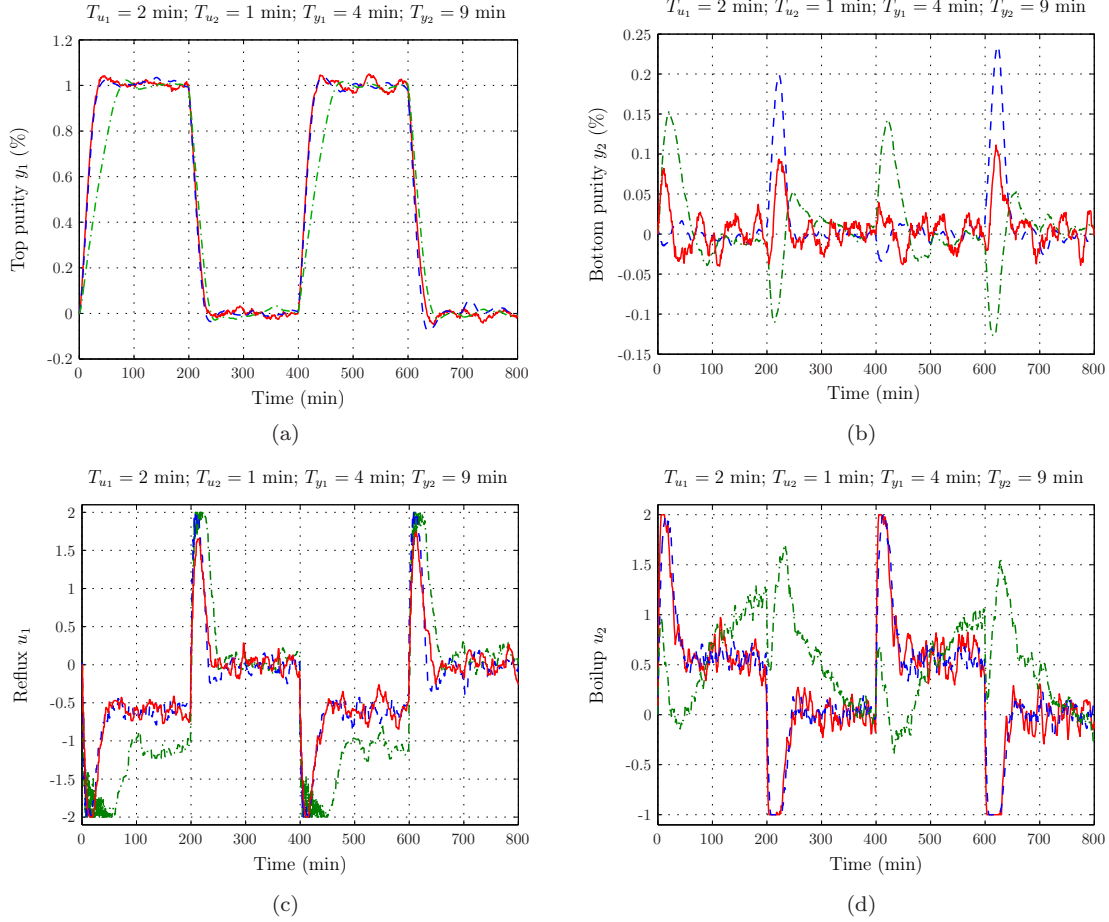 T_{u_1} = 2 min; T_{u_2} = 1 min; T_{y_1} = 4 min; T_{y_2} = 9 min
1.2
1
0.8
0.6
0.4
0.2
0
-0.2
Top purity y_1 (%)
0 100 200 300 400 500 600 700 800
Time (min)
(a)
T_{u_1} = 2 min; T_{u_2} = 1 min; T_{y_1} = 4 min; T_{y_2} = 9 min
0.25
0.2
0.15
0.1
0.05
0
-0.05
-0.1
-0.15
Bottom purity y_2 (%)
0 100 200 300 400 500 600 700 800
Time (min)
(b)
T_{u_1} = 2 min; T_{u_2} = 1 min; T_{y_1} = 4 min; T_{y_2} = 9 min
2
1.5
1
0.5
0
-0.5
-1
-1.5
-2
Reflux u_1
0 100 200 300 400 500 600 700 800
Time (min)
(c)
T_{u_1} = 2 min; T_{u_2} = 1 min; T_{y_1} = 4 min; T_{y_2} = 9 min
2
1.5
1
0.5
0
-0.5
-1
Boilup u_2
0 100 200 300 400 500 600 700 800
Time (min)
(d)